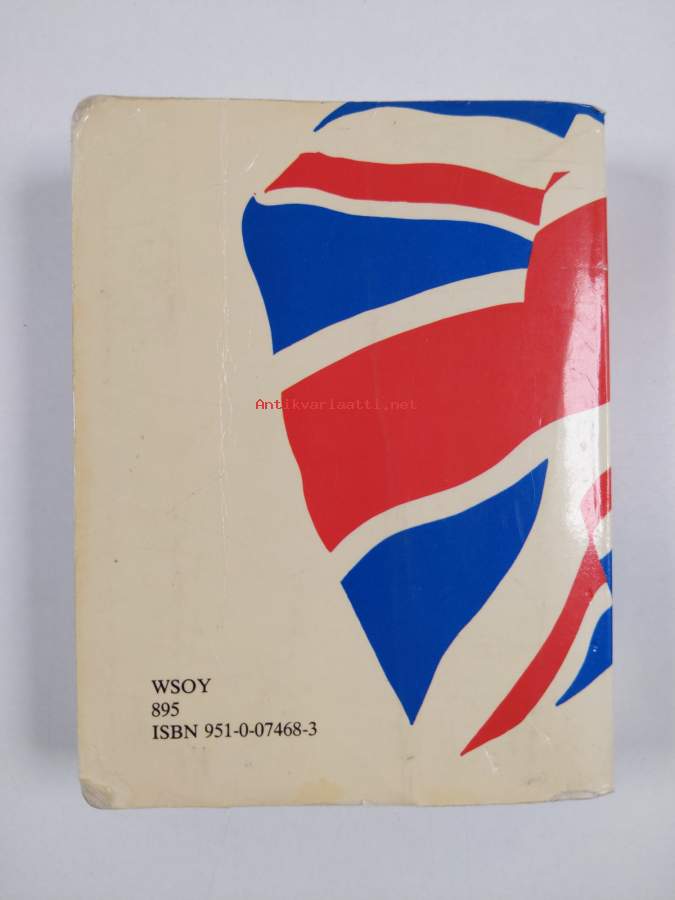 Antikvariaatti.net
WSOY
895
ISBN 951-0-07468-3